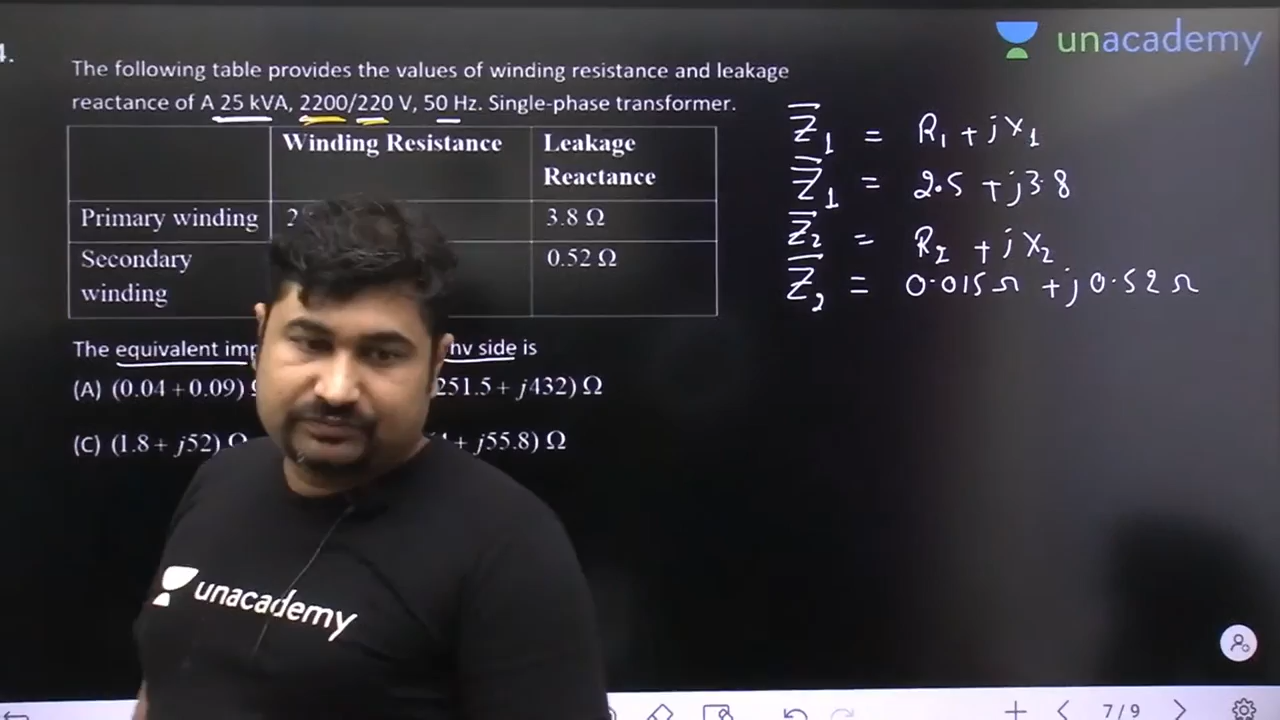 unacademy
4.
The following table provides the values of winding resistance and leakage
reactance of A 25 kVA, 2200/220 V, 50 Hz. Single-phase transformer.
Winding Resistance
Leakage
Reactance
Primary winding
3.8 Ω
Secondary
winding
0.52 Ω
The equivalent hv side is
(A) (0.04 + 0.09) 251.5 + j432) Ω
(C) (1.8 + j52) Ω + j55.8) Ω
Z̅₁ = R₁ + jX₁
Z̅₁ = 2.5 + j3.8
Z̅₂ = R₂ + jX₂
Z̅₂ = 0.015Ω + j0.52Ω
unacademy
7/9